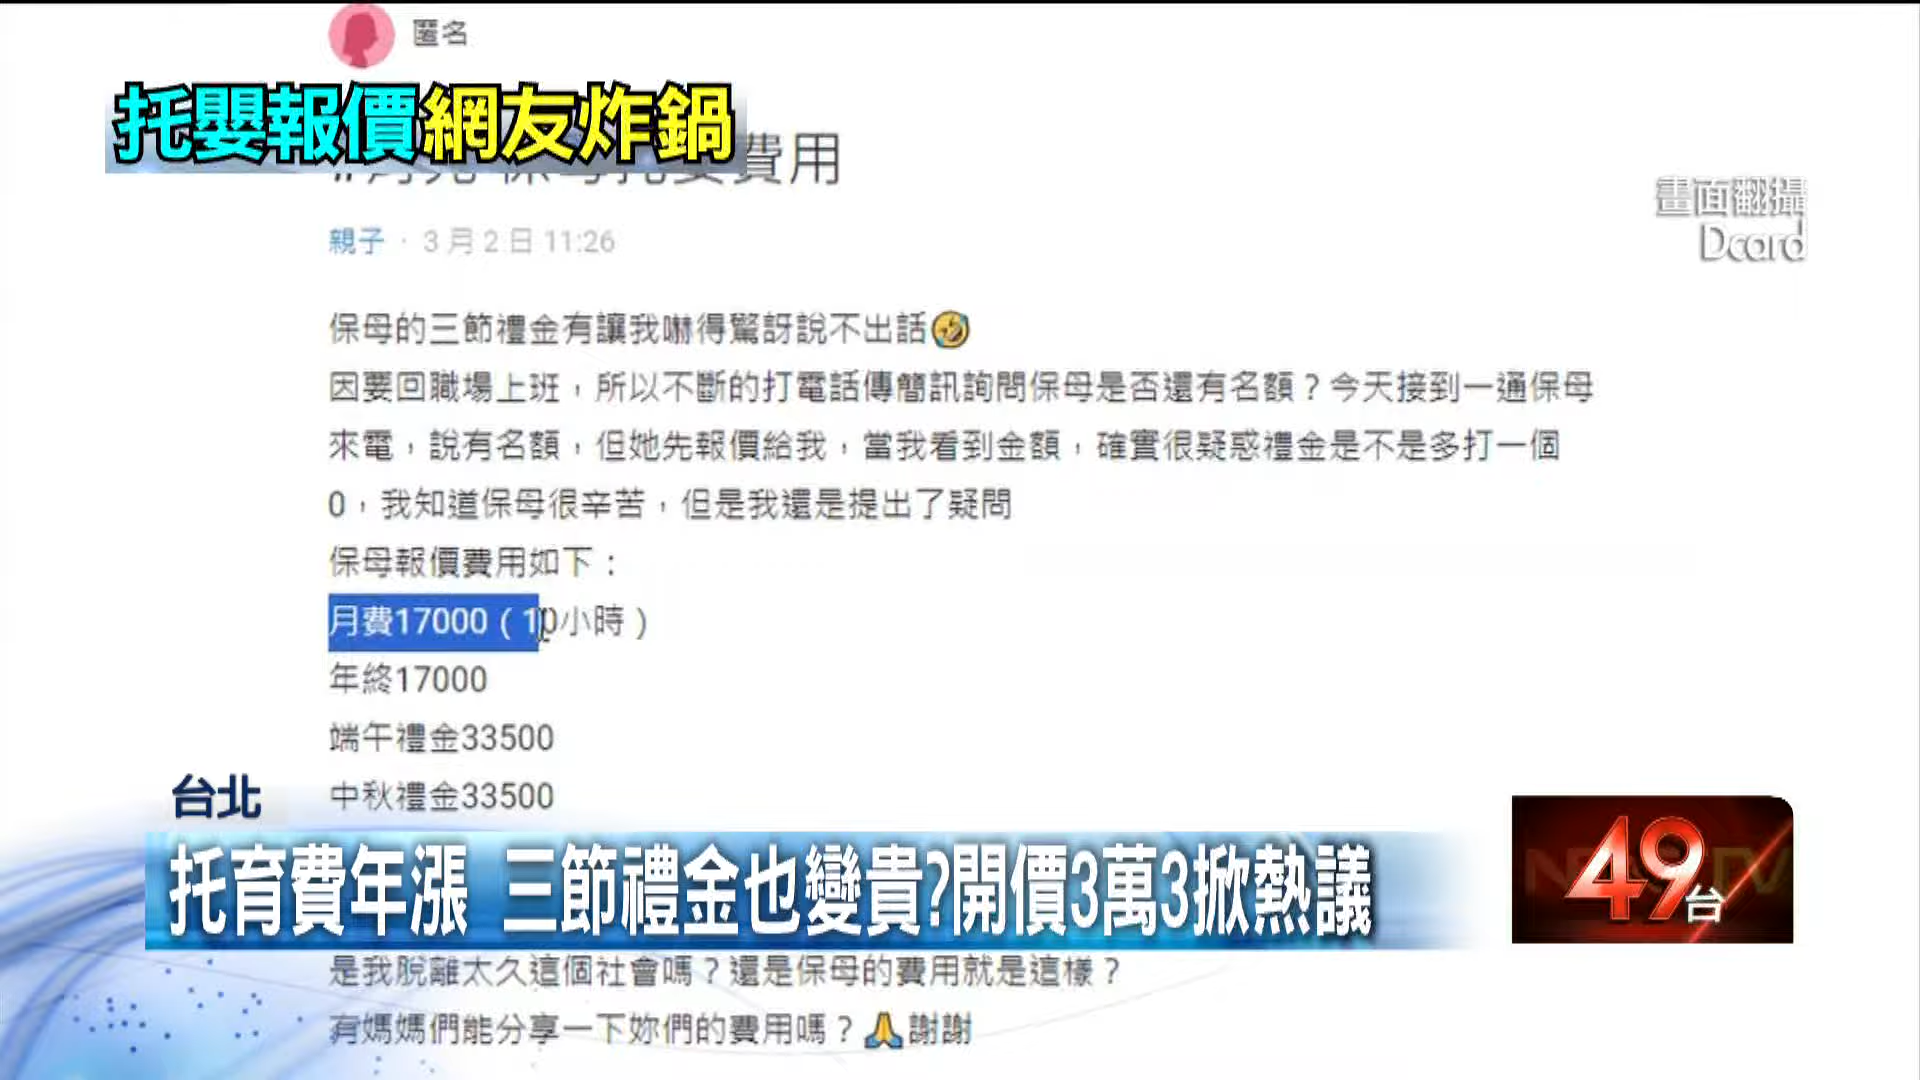 匿名
托嬰報價網友炸鍋
費用
畫面翻攝
Dcard
親子 · 3 月 2 日 11:26
保母的三節禮金有讓我嚇得驚訝說不出話🤣
因要回職場上班，所以不斷的打電話傳簡訊詢問保母是否還有名額？今天接到一通保母
來電，說有名額，但她先報價給我，當我看到金額，確實很疑惑禮金是不是多打一個
0，我知道保母很辛苦，但是我還是提出了疑問
保母報價費用如下：
月費17000（10小時）
年終17000
端午禮金33500
中秋禮金33500
台北
托育費年漲 三節禮金也變貴?開價3萬3掀熱議
49台
是我脫離太久這個社會嗎？還是保母的費用就是這樣？
有媽媽們能分享一下妳們的費用嗎？🙏謝謝